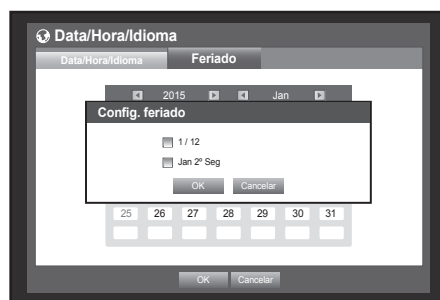 Data/Hora/Idioma
Data/Hora/Idioma Feriado
2015 Jan
Config. feriado
1 / 12
Jan 2º Seg
OK Cancelar
25 26 27 28 29 30 31
OK Cancelar